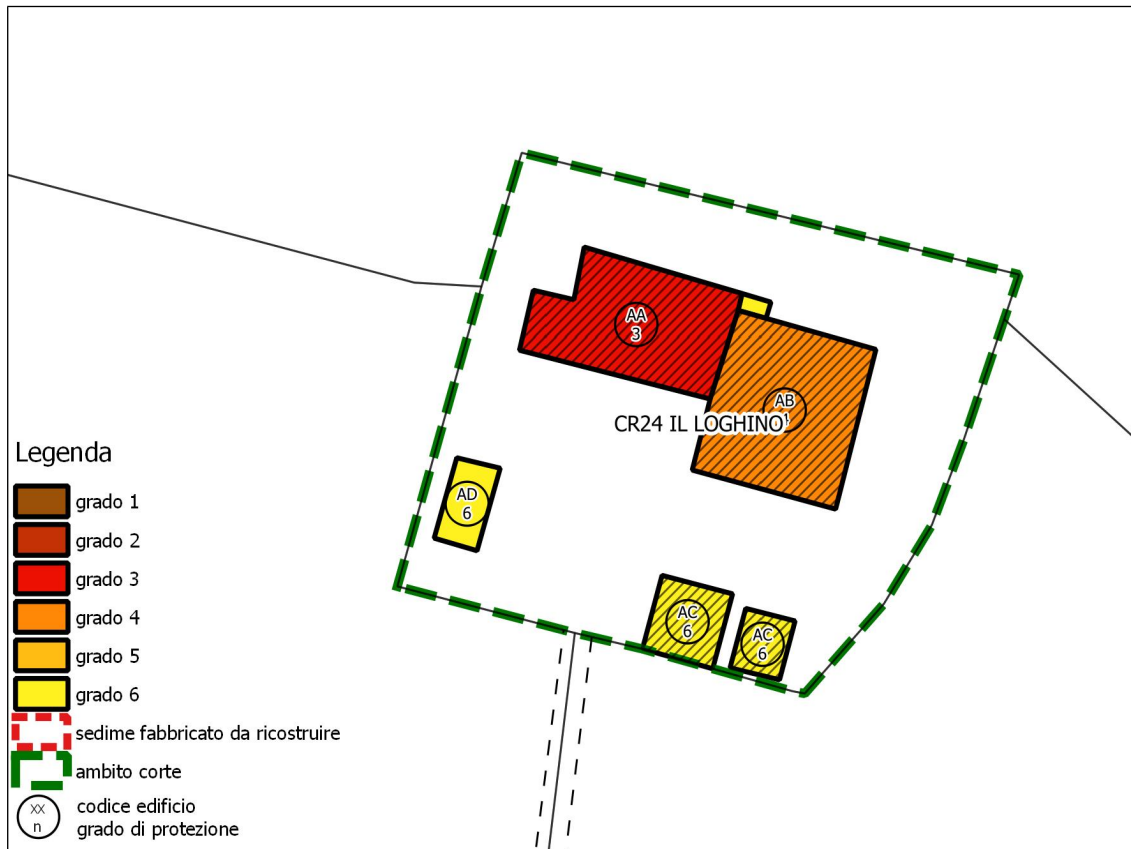 AA
3
AB
CR24 IL LOGHINO
AD
6
AC
6
AC
6
Legenda
grado 1
grado 2
grado 3
grado 4
grado 5
grado 6
sedime fabbricato da ricostruire
ambito corte
xx
n
codice edificio
grado di protezione